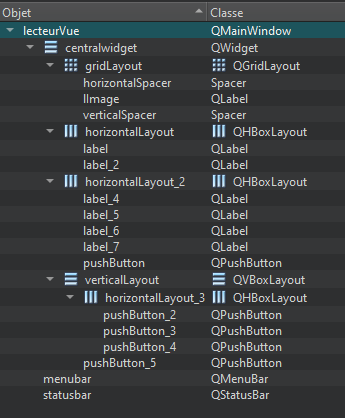 Objet Classe
lecteurVue QMainWindow
centralwidget QWidget
gridLayout QGridLayout
horizontalSpacer Spacer
lImage QLabel
verticalSpacer Spacer
horizontalLayout QHBoxLayout
label QLabel
label_2 QLabel
horizontalLayout_2 QHBoxLayout
label_4 QLabel
label_5 QLabel
label_6 QLabel
label_7 QLabel
pushButton QPushButton
verticalLayout QVBoxLayout
horizontalLayout_3 QHBoxLayout
pushButton_2 QPushButton
pushButton_3 QPushButton
pushButton_4 QPushButton
pushButton_5 QPushButton
menubar QMenuBar
statusbar QStatusBar